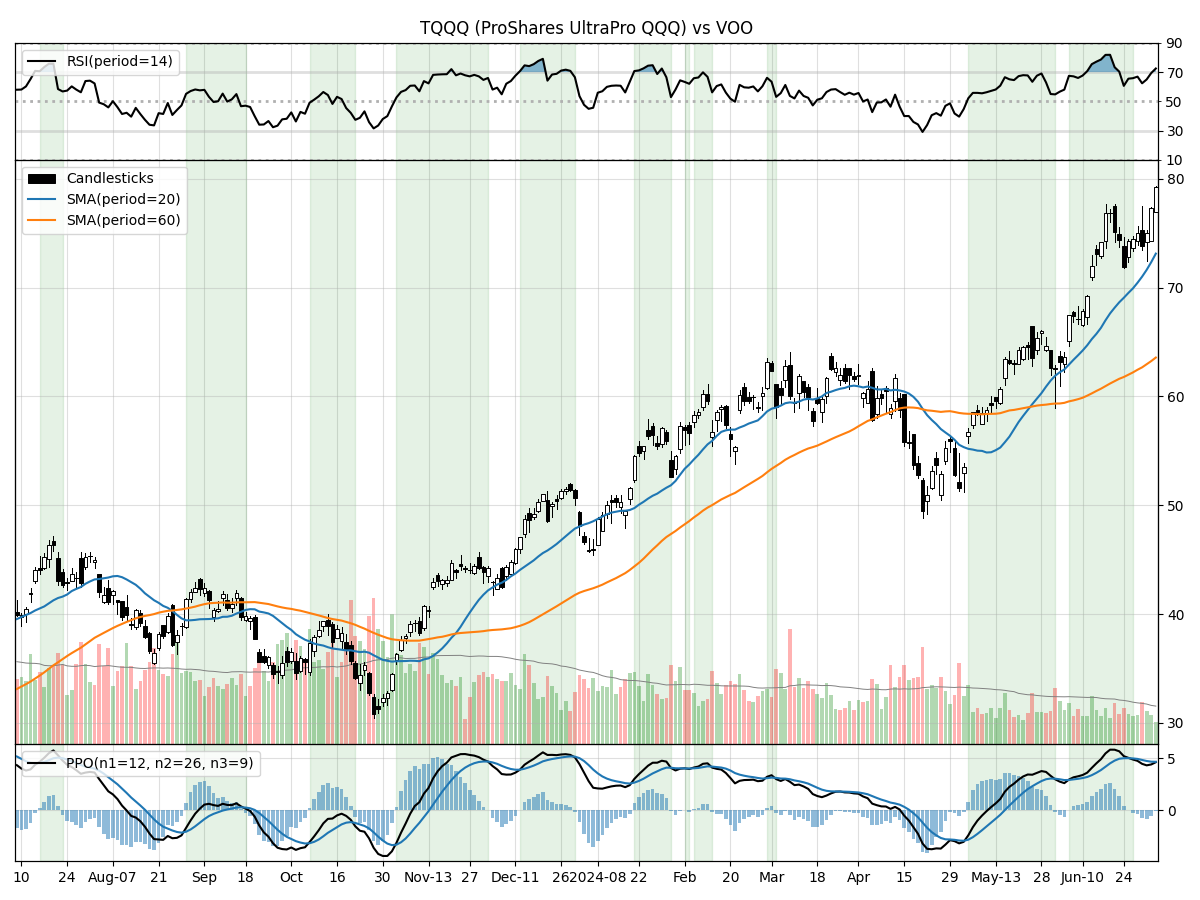 TQQQ (ProShares UltraPro QQQ) vs VOO
RSI(period=14)
90
70
50
30
10
Candlesticks
SMA(period=20)
SMA(period=60)
80
70
60
50
40
30
PPO(n1=12, n2=26, n3=9)
5
0
10 24 Aug-07 21 Sep 18 Oct 16 30 Nov-13 27 Dec-11 26 2024-08 22 Feb 20 Mar 18 Apr 15 29 May-13 28 Jun-10 24